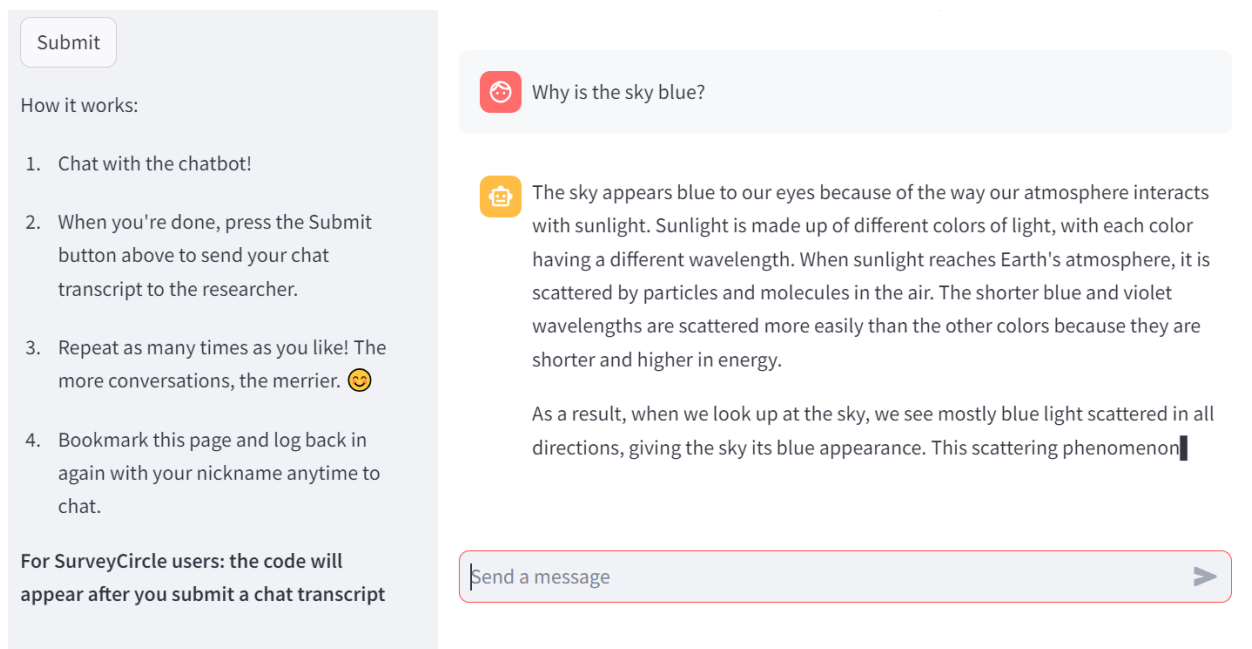 Submit
How it works:
1. Chat with the chatbot!
2. When you're done, press the Submit
button above to send your chat
transcript to the researcher.
3. Repeat as many times as you like! The
more conversations, the merrier. 😊
4. Bookmark this page and log back in
again with your nickname anytime to
chat.
For SurveyCircle users: the code will
appear after you submit a chat transcript
Why is the sky blue?
The sky appears blue to our eyes because of the way our atmosphere interacts
with sunlight. Sunlight is made up of different colors of light, with each color
having a different wavelength. When sunlight reaches Earth's atmosphere, it is
scattered by particles and molecules in the air. The shorter blue and violet
wavelengths are scattered more easily than the other colors because they are
shorter and higher in energy.
As a result, when we look up at the sky, we see mostly blue light scattered in all
directions, giving the sky its blue appearance. This scattering phenomenon
Send a message